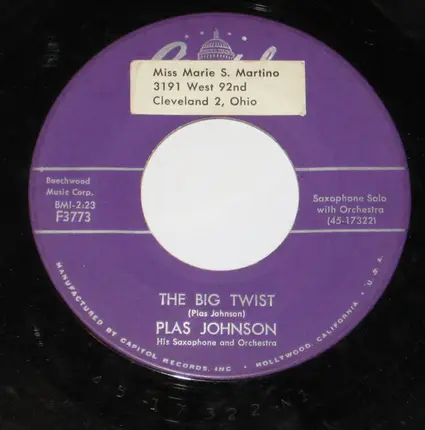 Miss Marie S. Martino
3191 West 92nd
Cleveland 2, Ohio
Beechwood
Music Corp.
BMI-2:23
F3773
Saxophone Solo
with Orchestra
(45-17322)
THE BIG TWIST
(Plas Johnson)
PLAS JOHNSON
His Saxophone and Orchestra
MANUFACTURED BY CAPITOL RECORDS, INC. • HOLLYWOOD, CALIFORNIA • U.S.A.